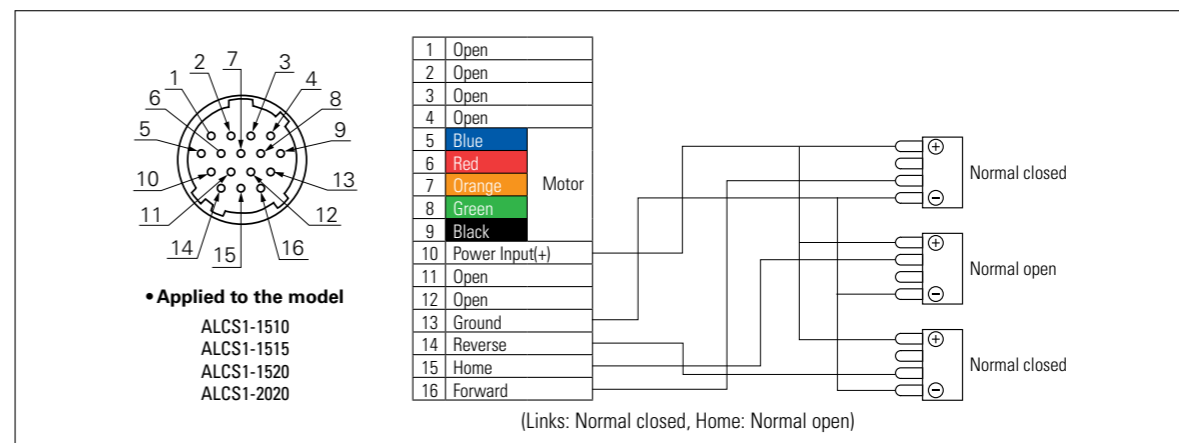 2 7 3
1 4
6 8
5 9
10 13
11 12
14 15 16
• Applied to the model
ALCS1-1510
ALCS1-1515
ALCS1-1520
ALCS1-2020
1 Open
2 Open
3 Open
4 Open
5 Blue
6 Red
7 Orange Motor
8 Green
9 Black
10 Power Input(+)
11 Open
12 Open
13 Ground
14 Reverse
15 Home
16 Forward
+
Normal closed
−
+
Normal open
−
+
Normal closed
−
(Links: Normal closed, Home: Normal open)